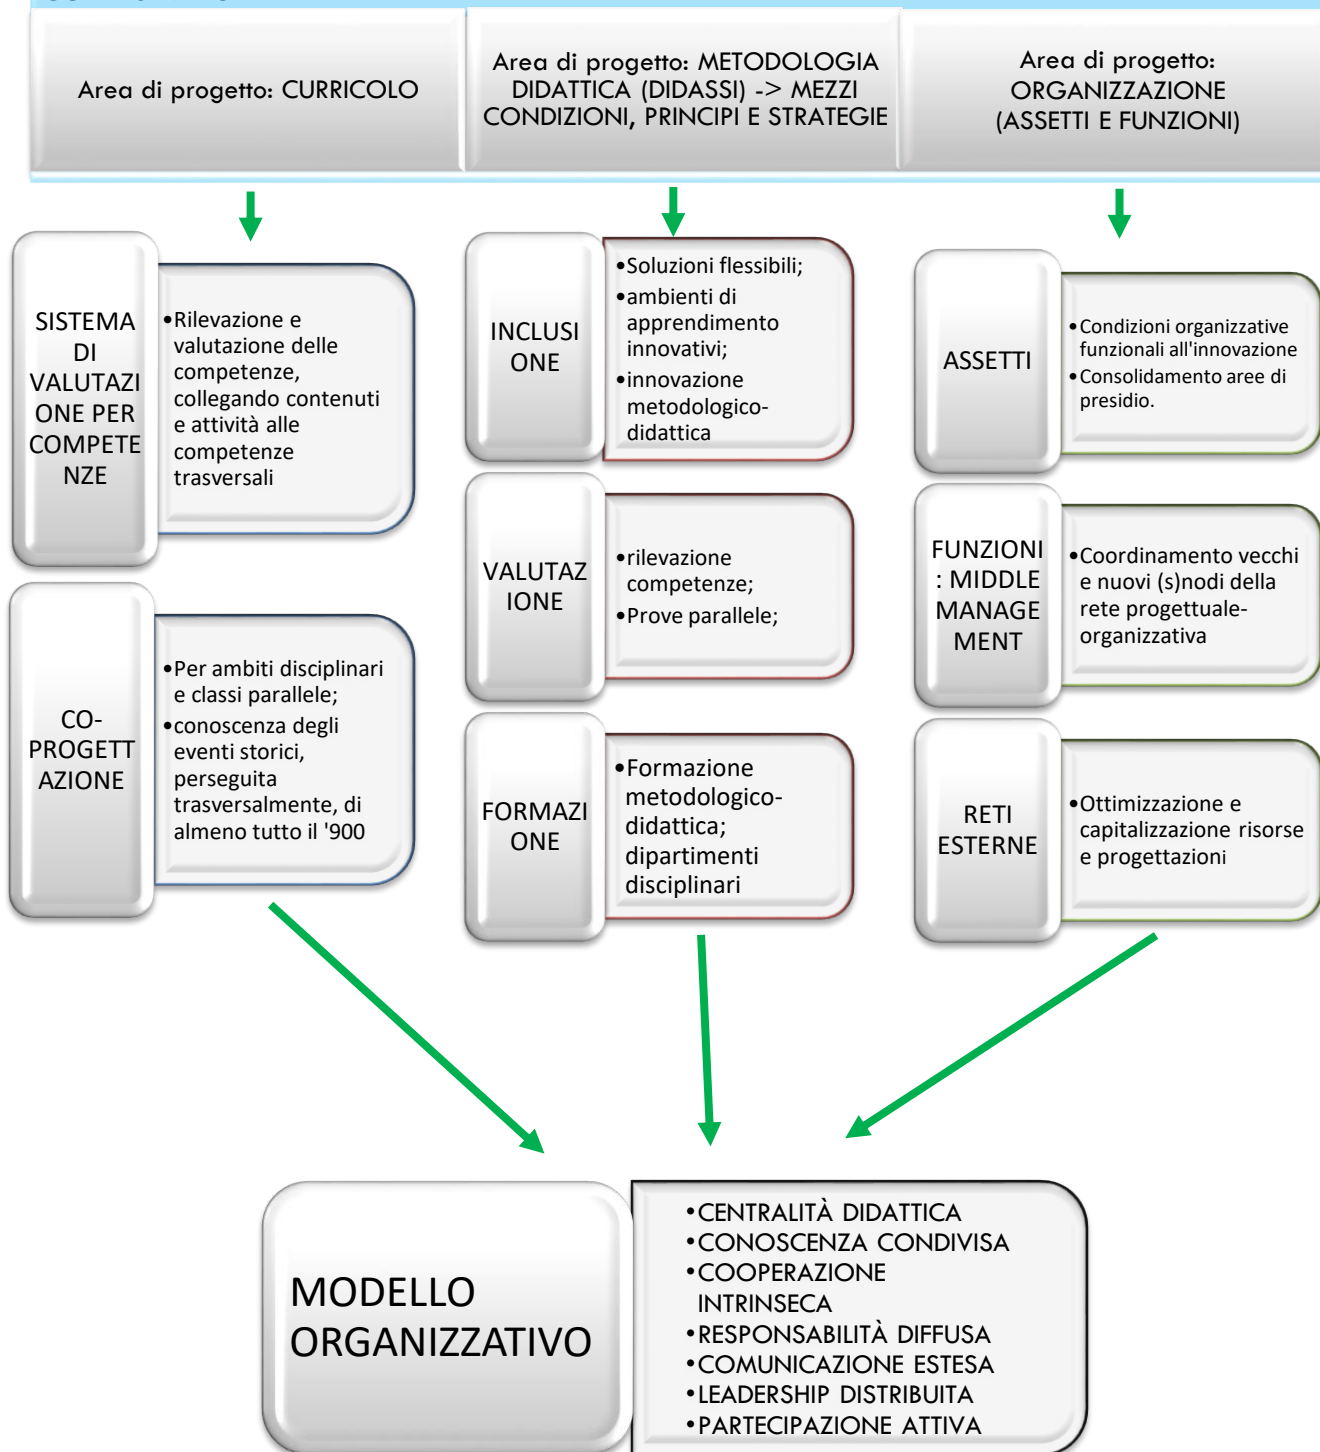 Area di progetto: CURRICOLO
Area di progetto: METODOLOGIA
DIDATTICA (DIDASSI) -> MEZZI
CONDIZIONI, PRINCIPI E STRATEGIE
Area di progetto:
ORGANIZZAZIONE
(ASSETTI E FUNZIONI)
SISTEMA
DI
VALUTAZI
ONE PER
COMPETE
NZE
•Rilevazione e
valutazione delle
competenze,
collegando contenuti
e attività alle
competenze
trasversali
CO-
PROGETT
AZIONE
•Per ambiti disciplinari
e classi parallele;
•conoscenza degli
eventi storici,
perseguita
trasversalmente, di
almeno tutto il '900
INCLUSI
ONE
•Soluzioni flessibili;
•ambienti di
apprendimento
innovativi;
•innovazione
metodologico-
didattica
VALUTAZ
IONE
•rilevazione
competenze;
•Prove parallele;
FORMAZI
ONE
•Formazione
metodologico-
didattica;
dipartimenti
disciplinari
ASSETTI
•Condizioni organizzative
funzionali all'innovazione
•Consolidamento aree di
presidio.
FUNZIONI
: MIDDLE
MANAGE
MENT
•Coordinamento vecchi
e nuovi (s)nodi della
rete progettuale-
organizzativa
RETI
ESTERNE
•Ottimizzazione e
capitalizzazione risorse
e progettazioni
MODELLO
ORGANIZZATIVO
•CENTRALITÀ DIDATTICA
•CONOSCENZA CONDIVISA
•COOPERAZIONE
INTRINSECA
•RESPONSABILITÀ DIFFUSA
•COMUNICAZIONE ESTESA
•LEADERSHIP DISTRIBUITA
•PARTECIPAZIONE ATTIVA